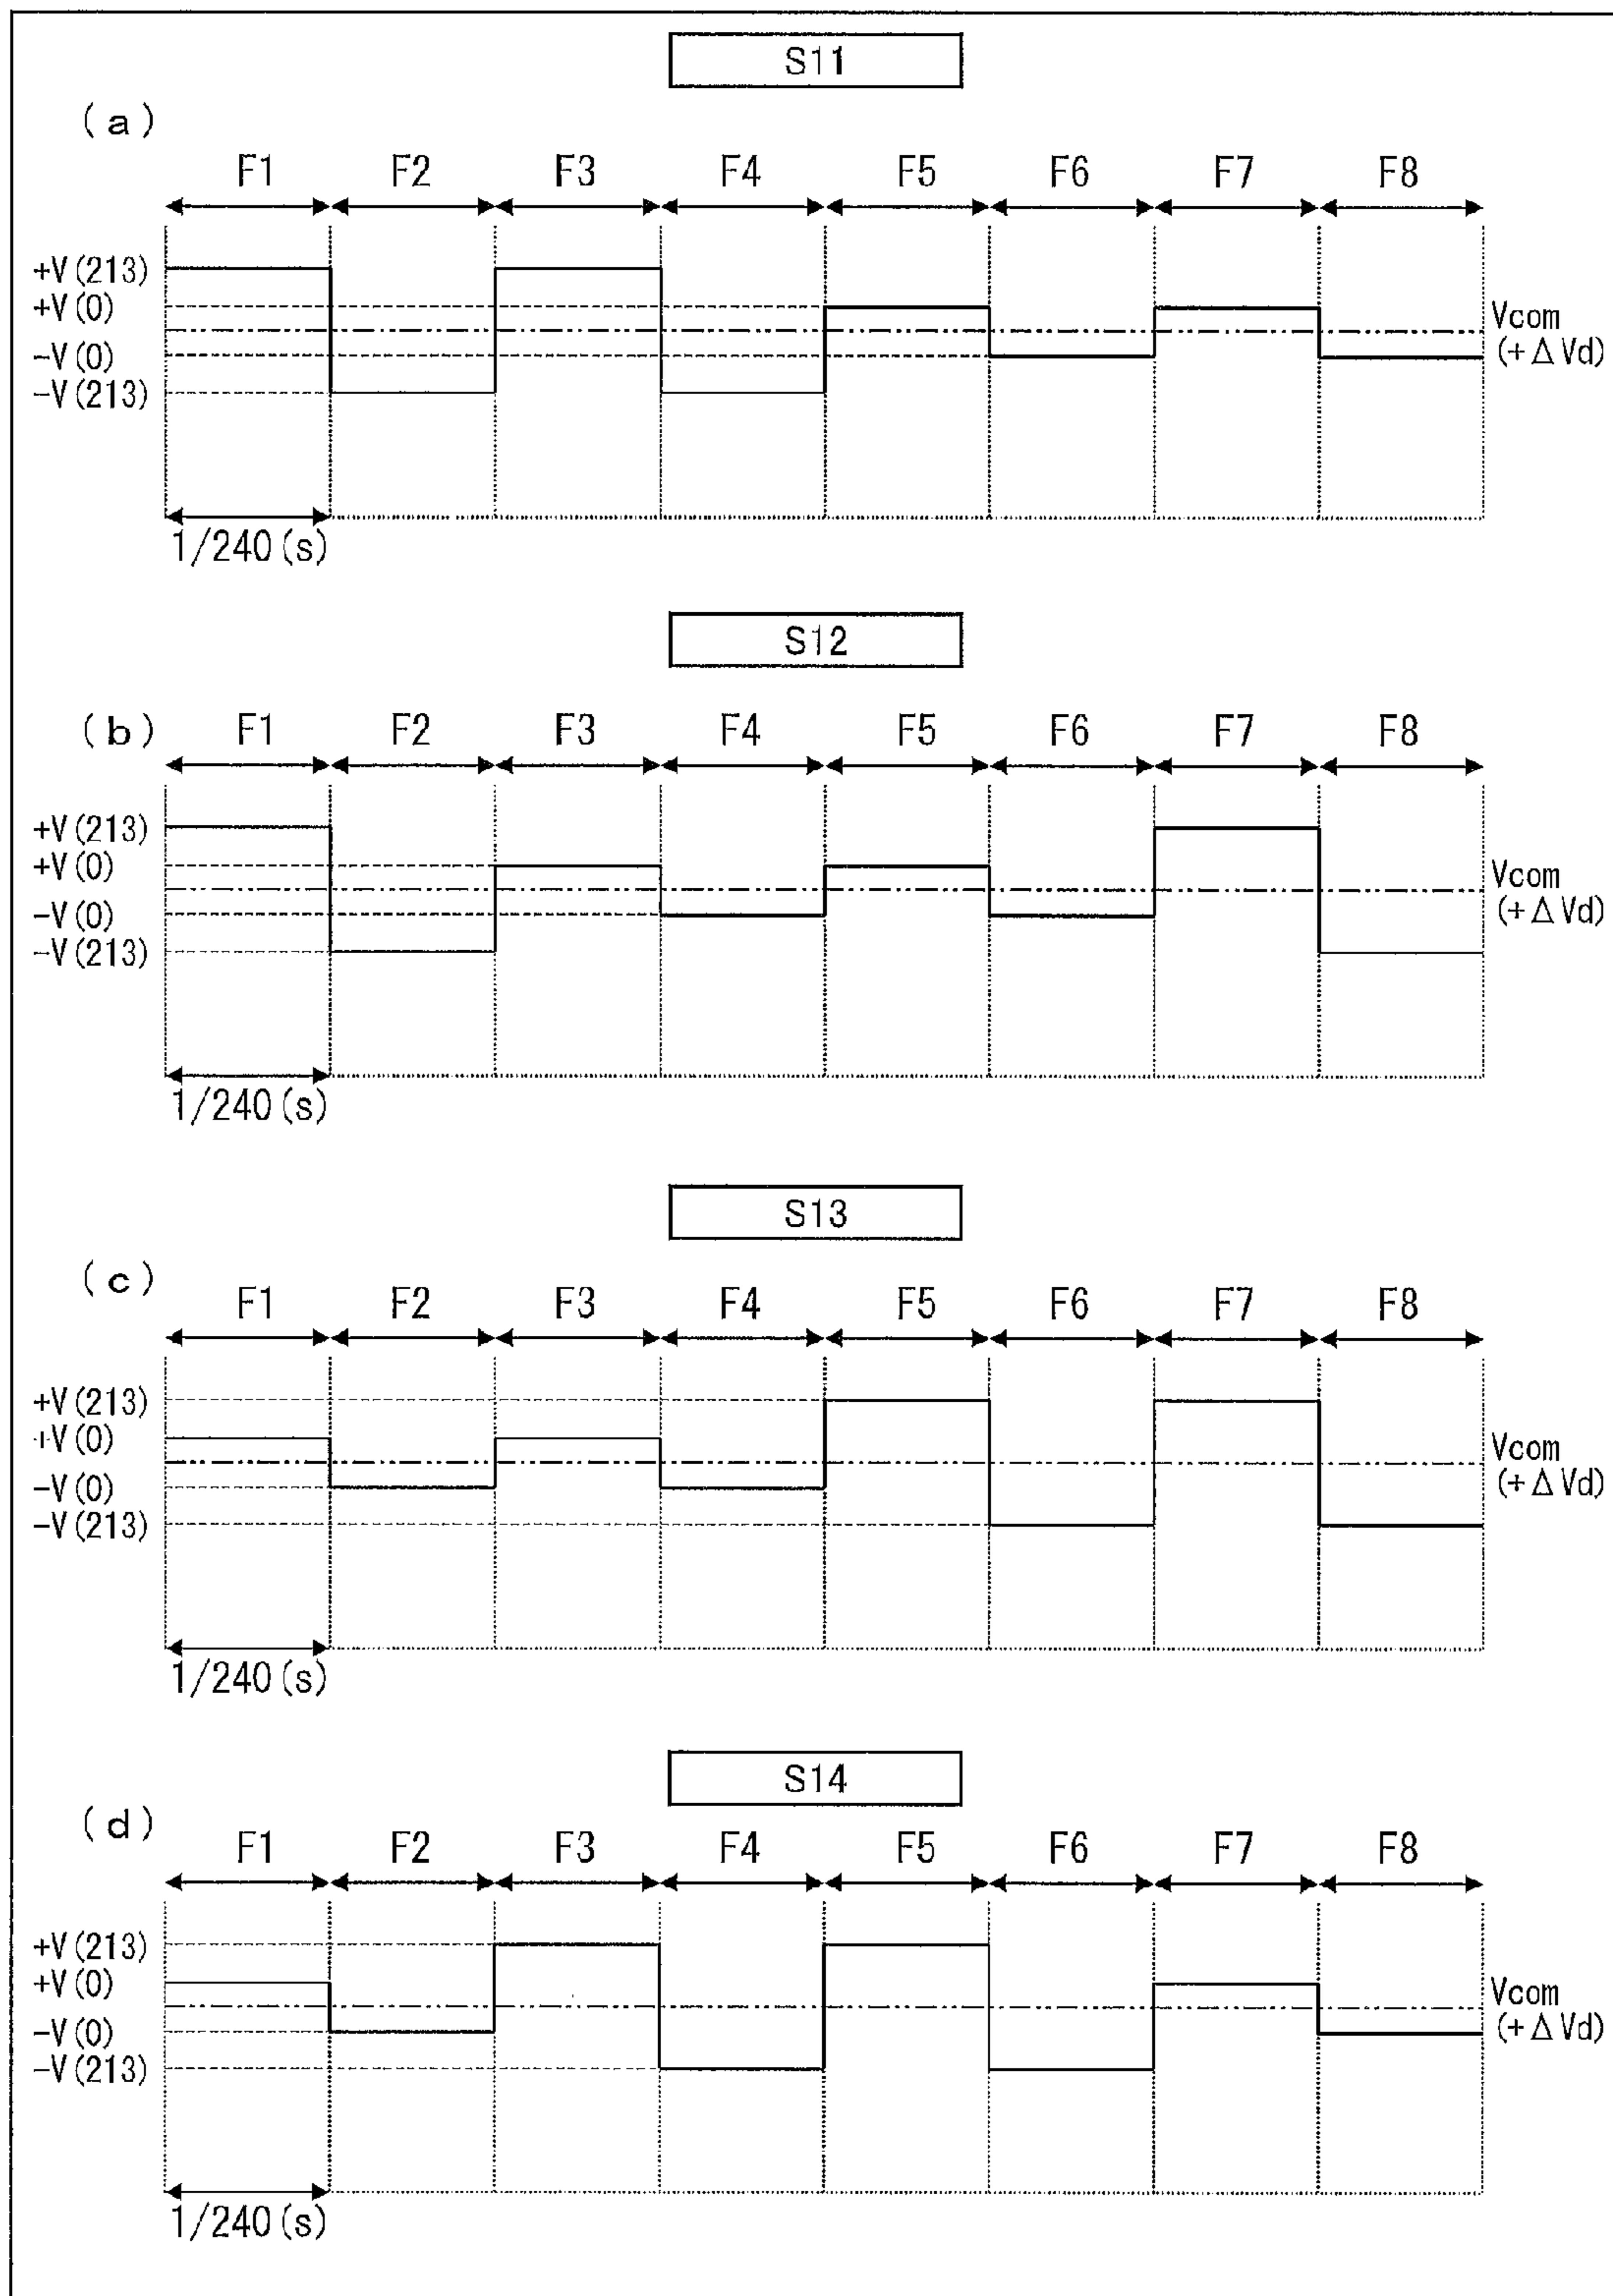 S11
(a)
F1 F2 F3 F4 F5 F6 F7 F8
+V(213)
+V(0)
-V(0)
-V(213)
Vcom
(+ΔVd)
1/240(s)
S12
(b)
F1 F2 F3 F4 F5 F6 F7 F8
+V(213)
+V(0)
-V(0)
-V(213)
Vcom
(+ΔVd)
1/240(s)
S13
(c)
F1 F2 F3 F4 F5 F6 F7 F8
+V(213)
+V(0)
-V(0)
-V(213)
Vcom
(+ΔVd)
1/240(s)
S14
(d)
F1 F2 F3 F4 F5 F6 F7 F8
+V(213)
+V(0)
-V(0)
-V(213)
Vcom
(+ΔVd)
1/240(s)